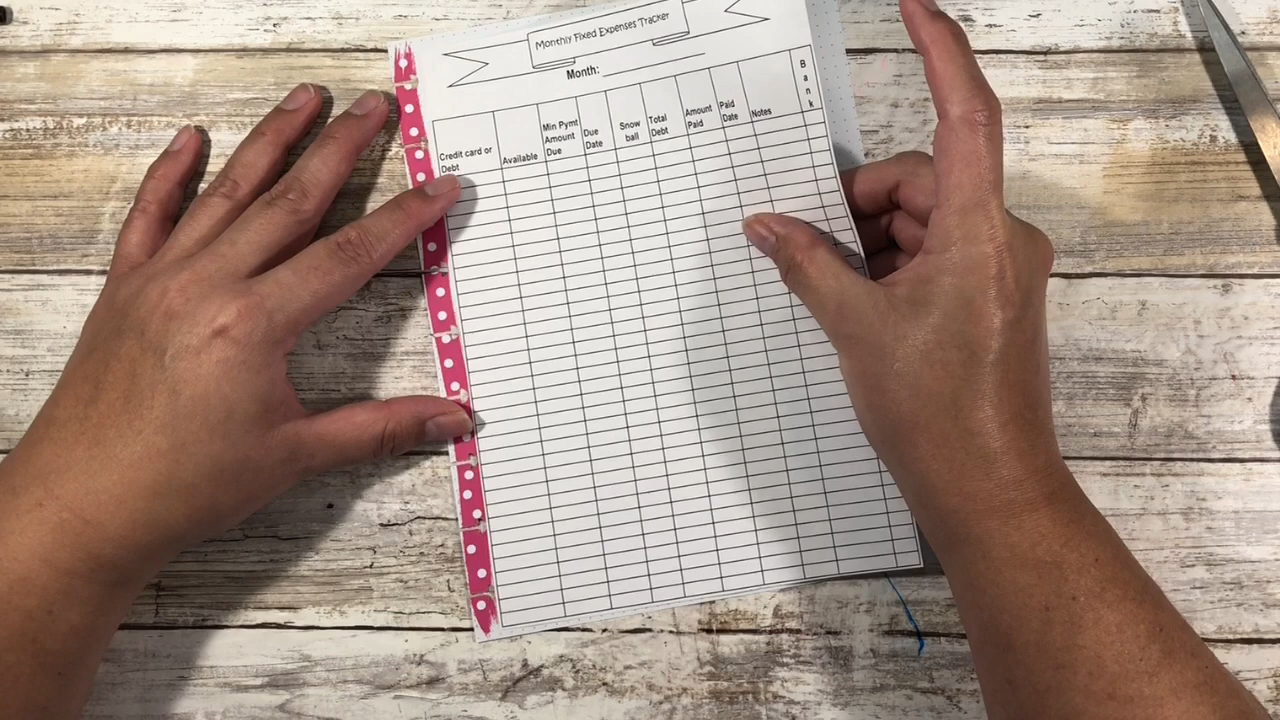 Monthly Fixed Expenses Tracker
Month:
Credit card or
Debt
Available
Min Pymt
Amount
Due
Due
Date
Snow
ball
Total
Debt
Amount
Paid
Paid
Date
Notes
B
a
n
k